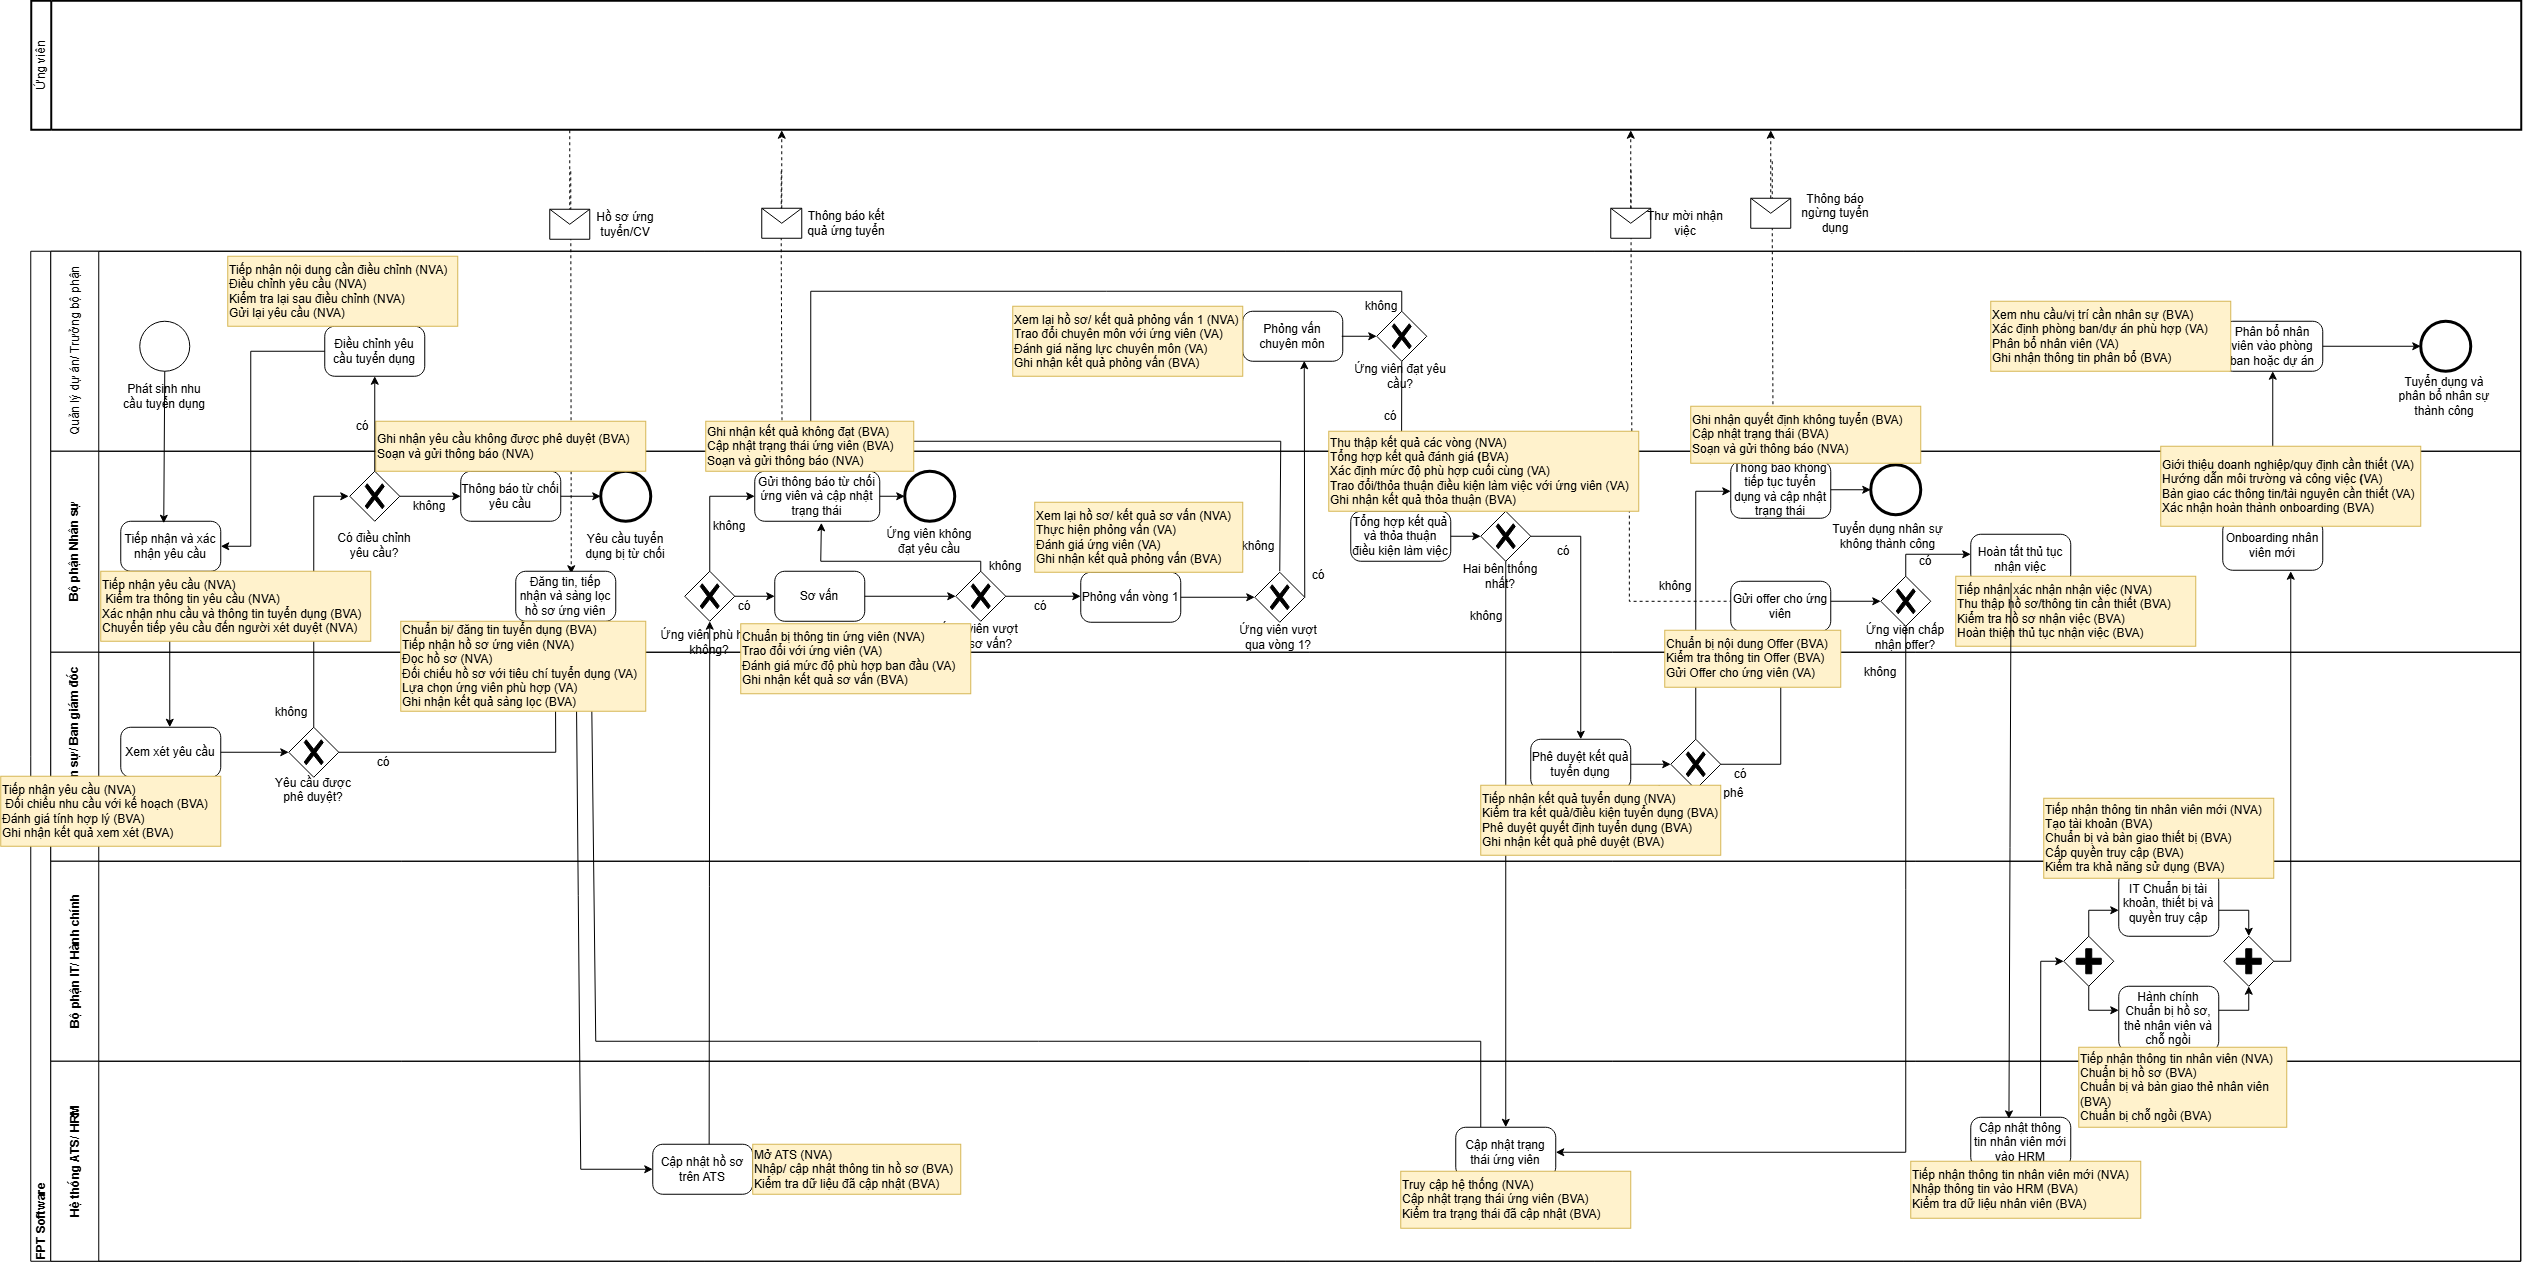 Ứng viên
Hồ sơ ứng
tuyển/CV
Thông báo kết
quả ứng tuyển
Thư mời nhận
việc
Thông báo
ngừng tuyển
dụng
FPT Software
Quản lý dự án/ Trưởng bộ phận
Phát sinh nhu
cầu tuyển dụng
Tiếp nhận nội dung cần điều chỉnh (NVA)
Điều chỉnh yêu cầu (NVA)
Kiểm tra lại sau điều chỉnh (NVA)
Gửi lại yêu cầu (NVA)
Điều chỉnh yêu
cầu tuyển dụng
có
Xem lại hồ sơ/ kết quả phỏng vấn 1 (NVA)
Trao đổi chuyên môn với ứng viên (VA)
Đánh giá năng lực chuyên môn (VA)
Ghi nhận kết quả phỏng vấn (BVA)
Phỏng vấn
chuyên môn
không
Ứng viên đạt yêu
cầu?
có
Xem nhu cầu/vị trí cần nhân sự (BVA)
Xác định phòng ban/dự án phù hợp (VA)
Phân bổ nhân viên (VA)
Ghi nhận thông tin phân bổ (BVA)
Phân bổ nhân
viên vào phòng
ban hoặc dự án
Tuyển dụng và
phân bổ nhân sự
thành công
Bộ phận Nhân sự
Tiếp nhận và xác
nhận yêu cầu
Tiếp nhận yêu cầu (NVA)
Kiểm tra thông tin yêu cầu (NVA)
Xác nhận nhu cầu và thông tin tuyển dụng (BVA)
Chuyển tiếp yêu cầu đến người xét duyệt (NVA)
Có điều chỉnh
yêu cầu?
không
Ghi nhận yêu cầu không được phê duyệt (BVA)
Soạn và gửi thông báo (NVA)
Thông báo từ chối
yêu cầu
Yêu cầu tuyển
dụng bị từ chối
Đăng tin, tiếp
nhận và sàng lọc
hồ sơ ứng viên
Chuẩn bị/ đăng tin tuyển dụng (BVA)
Tiếp nhận hồ sơ ứng viên (NVA)
Đọc hồ sơ (NVA)
Đối chiếu hồ sơ với tiêu chí tuyển dụng (VA)
Lựa chọn ứng viên phù hợp (VA)
Ghi nhận kết quả sàng lọc (BVA)
Ứng viên phù
không?
không
có
Ghi nhận kết quả không đạt (BVA)
Cập nhật trạng thái ứng viên (BVA)
Soạn và gửi thông báo (NVA)
Gửi thông báo từ chối
ứng viên và cập nhật
trạng thái
Ứng viên không
đạt yêu cầu
Sơ vấn
Chuẩn bị thông tin ứng viên (NVA)
Trao đổi với ứng viên (VA)
Đánh giá mức độ phù hợp ban đầu (VA)
Ghi nhận kết quả sơ vấn (BVA)
viên vượt
sơ vấn?
không
có
Xem lại hồ sơ/ kết quả sơ vấn (NVA)
Thực hiện phỏng vấn (VA)
Đánh giá ứng viên (VA)
Ghi nhận kết quả phỏng vấn (BVA)
Phỏng vấn vòng 1
Ứng viên vượt
qua vòng 1?
không
có
Thu thập kết quả các vòng (NVA)
Tổng hợp kết quả đánh giá (BVA)
Xác định mức độ phù hợp cuối cùng (VA)
Trao đổi/thỏa thuận điều kiện làm việc với ứng viên (VA)
Ghi nhận kết quả thỏa thuận (BVA)
Tổng hợp kết quả
và thỏa thuận
điều kiện làm việc
Hai bên thống
nhất?
có
không
Ghi nhận quyết định không tuyển (BVA)
Cập nhật trạng thái (BVA)
Soạn và gửi thông báo (NVA)
Thông báo không
tiếp tục tuyển
dụng và cập nhật
trạng thái
Tuyển dụng nhân sự
không thành công
không
Gửi offer cho ứng
viên
Chuẩn bị nội dung Offer (BVA)
Kiểm tra thông tin Offer (BVA)
Gửi Offer cho ứng viên (VA)
Ứng viên chấp
nhận offer?
có
không
Hoàn tất thủ tục
nhận việc
Tiếp nhận xác nhận nhận việc (NVA)
Thu thập hồ sơ/thông tin cần thiết (BVA)
Kiểm tra hồ sơ nhận việc (BVA)
Hoàn thiện thủ tục nhận việc (BVA)
Giới thiệu doanh nghiệp/quy định cần thiết (VA)
Hướng dẫn môi trường và công việc (VA)
Bàn giao các thông tin/tài nguyên cần thiết (VA)
Xác nhận hoàn thành onboarding (BVA)
Onboarding nhân
viên mới
sự/ Ban giám đốc
Xem xét yêu cầu
Tiếp nhận yêu cầu (NVA)
Đối chiếu nhu cầu với kế hoạch (BVA)
Đánh giá tính hợp lý (BVA)
Ghi nhận kết quả xem xét (BVA)
Yêu cầu được
phê duyệt?
không
có
Phê duyệt kết quả
tuyển dụng
Tiếp nhận kết quả tuyển dụng (NVA)
Kiểm tra kết quả/điều kiện tuyển dụng (BVA)
Phê duyệt quyết định tuyển dụng (BVA)
Ghi nhận kết quả phê duyệt (BVA)
có
phê
Bộ phận IT/ Hành chính
Tiếp nhận thông tin nhân viên mới (NVA)
Tạo tài khoản (BVA)
Chuẩn bị và bàn giao thiết bị (BVA)
Cấp quyền truy cập (BVA)
Kiểm tra khả năng sử dụng (BVA)
IT Chuẩn bị tài
khoản, thiết bị và
quyền truy cập
Hành chính
Chuẩn bị hồ sơ,
thẻ nhân viên và
chỗ ngồi
Tiếp nhận thông tin nhân viên (NVA)
Chuẩn bị hồ sơ (BVA)
Chuẩn bị và bàn giao thẻ nhân viên
(BVA)
Chuẩn bị chỗ ngồi (BVA)
Hệ thống ATS/ HRM
Cập nhật hồ sơ
trên ATS
Mở ATS (NVA)
Nhập/ cập nhật thông tin hồ sơ (BVA)
Kiểm tra dữ liệu đã cập nhật (BVA)
Cập nhật trạng
thái ứng viên
Truy cập hệ thống (NVA)
Cập nhật trạng thái ứng viên (BVA)
Kiểm tra trạng thái đã cập nhật (BVA)
Cập nhật thông
tin nhân viên mới
vào HRM
Tiếp nhận thông tin nhân viên mới (NVA)
Nhập thông tin vào HRM (BVA)
Kiểm tra dữ liệu nhân viên (BVA)